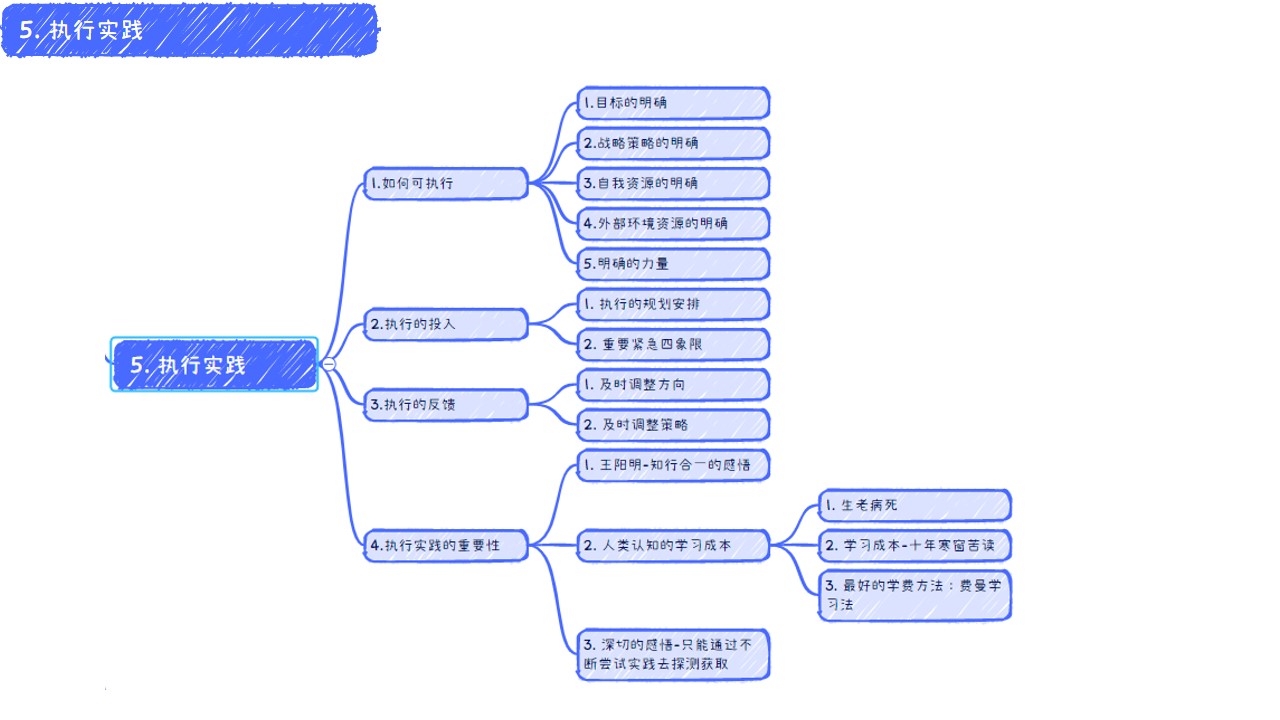 5. 执行实践
1.目标的明确
2.战略策略的明确
1.如何可执行
3.自我资源的明确
4.外部环境资源的明确
5.明确的力量
1. 执行的规划安排
2.执行的投入
2. 重要紧急四象限
5. 执行实践
1. 及时调整方向
3.执行的反馈
2. 及时调整策略
1. 王阳明-知行合一的感悟
1. 生老病死
4.执行实践的重要性
2. 人类认知的学习成本
2. 学习成本-十年寒窗苦读
3. 最好的学费方法：费曼学
习法
3. 深切的感悟-只能通过不
断尝试实践去探测获取